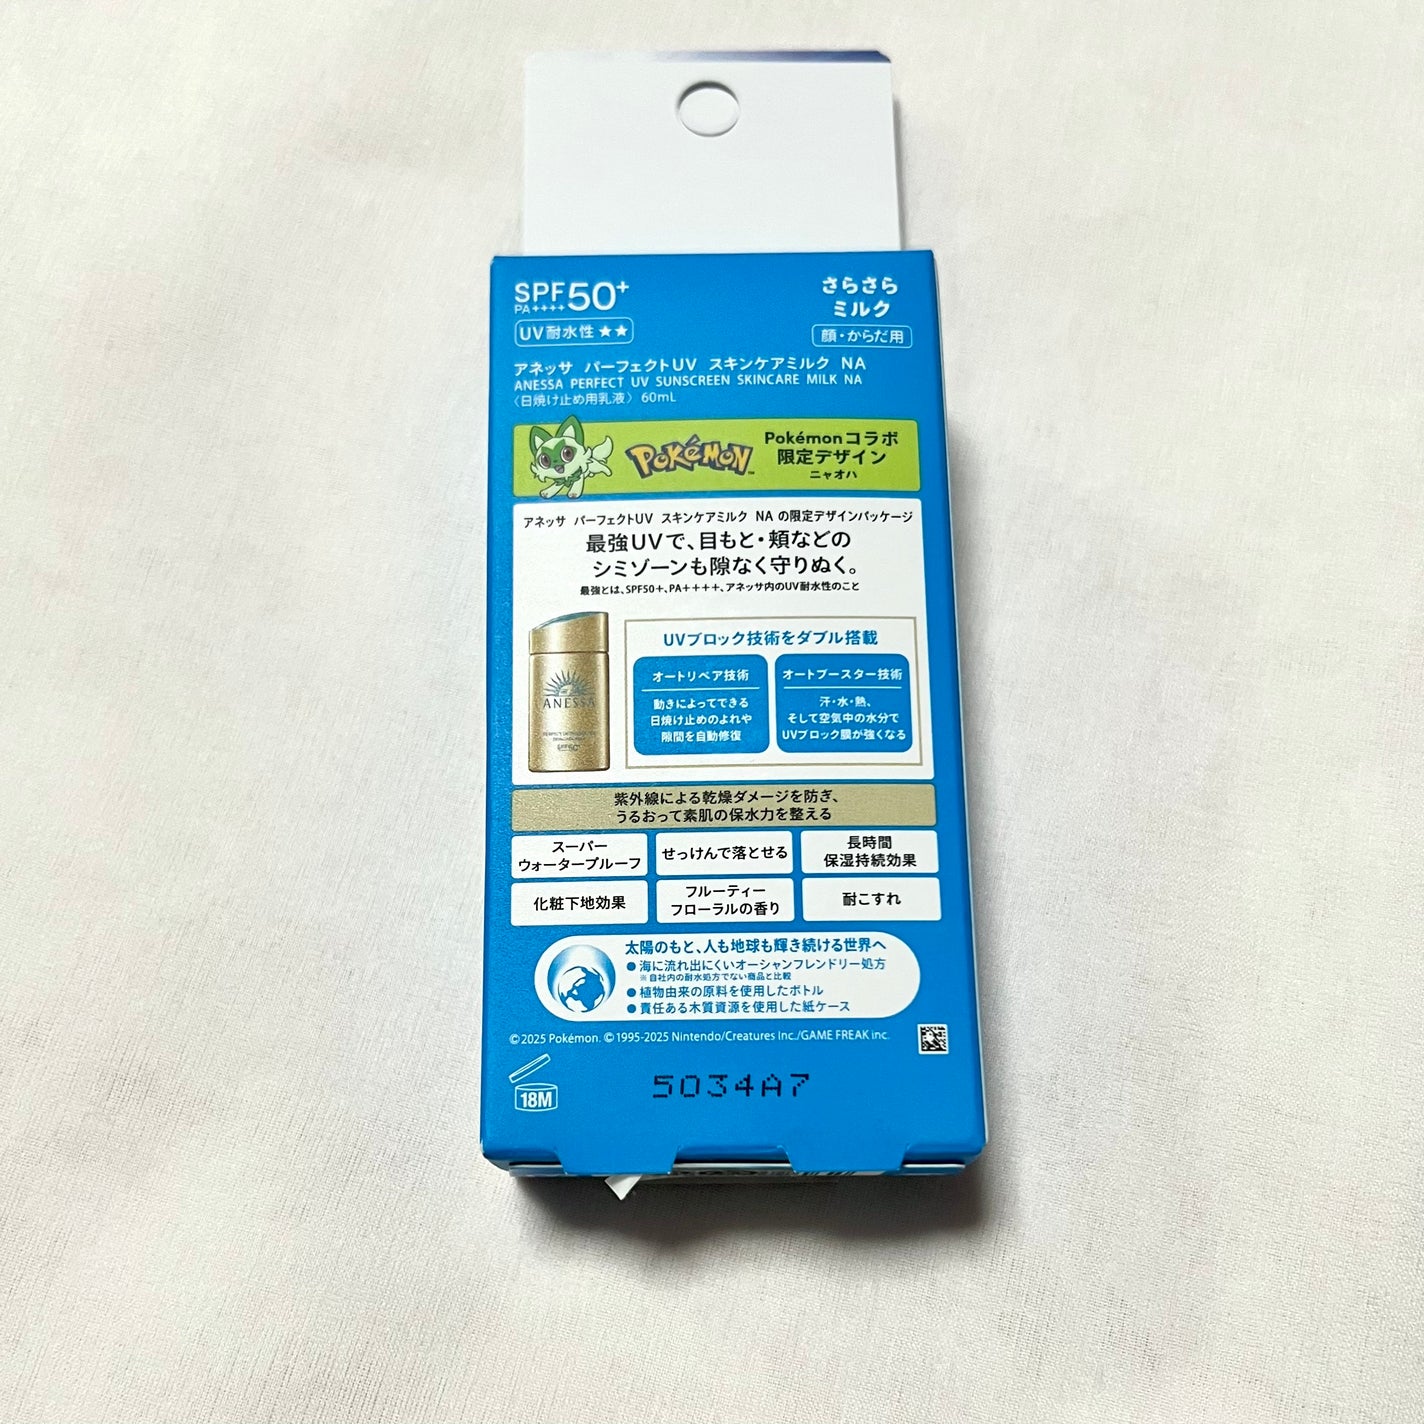 SPF50+
PA++++
UV耐水性★★
さらさら
ミルク
顔・からだ用
アネッサ パーフェクトUV スキンケアミルク NA
ANESSA PERFECT UV SUNSCREEN SKINCARE MILK NA
〈日焼け止め用乳液〉 60mL
POKéMON
Pokémonコラボ
限定デザイン
ニャオハ
アネッサ パーフェクトUV スキンケアミルク NA の限定デザインパッケージ
最強UVで、目もと・頬などの
シミゾーンも隙なく守りぬく。
最強とは、SPF50+、PA++++、アネッサ内のUV耐水性のこと
ANESSA
SPF50+
UVブロック技術をダブル搭載
オートリペア技術
動きによってできる
日焼け止めのよれや
隙間を自動修復
オートブースター技術
汗・水・熱、
そして空気中の水分で
UVブロック膜が強くなる
紫外線による乾燥ダメージを防ぎ、
うるおって素肌の保水力を整える
スーパー
ウォータープルーフ
せっけんで落とせる
長時間
保湿持続効果
化粧下地効果
フルーティー
フローラルの香り
耐こすれ
太陽のもと、人も地球も輝き続ける世界へ
●海に流れ出にくいオーシャンフレンドリー処方
※自社内の耐水処方でない商品と比較
●植物由来の原料を使用したボトル
●責任ある木質資源を使用した紙ケース
©2025 Pokémon. ©1995-2025 Nintendo/Creatures Inc./GAME FREAK inc.
18M
5034A7